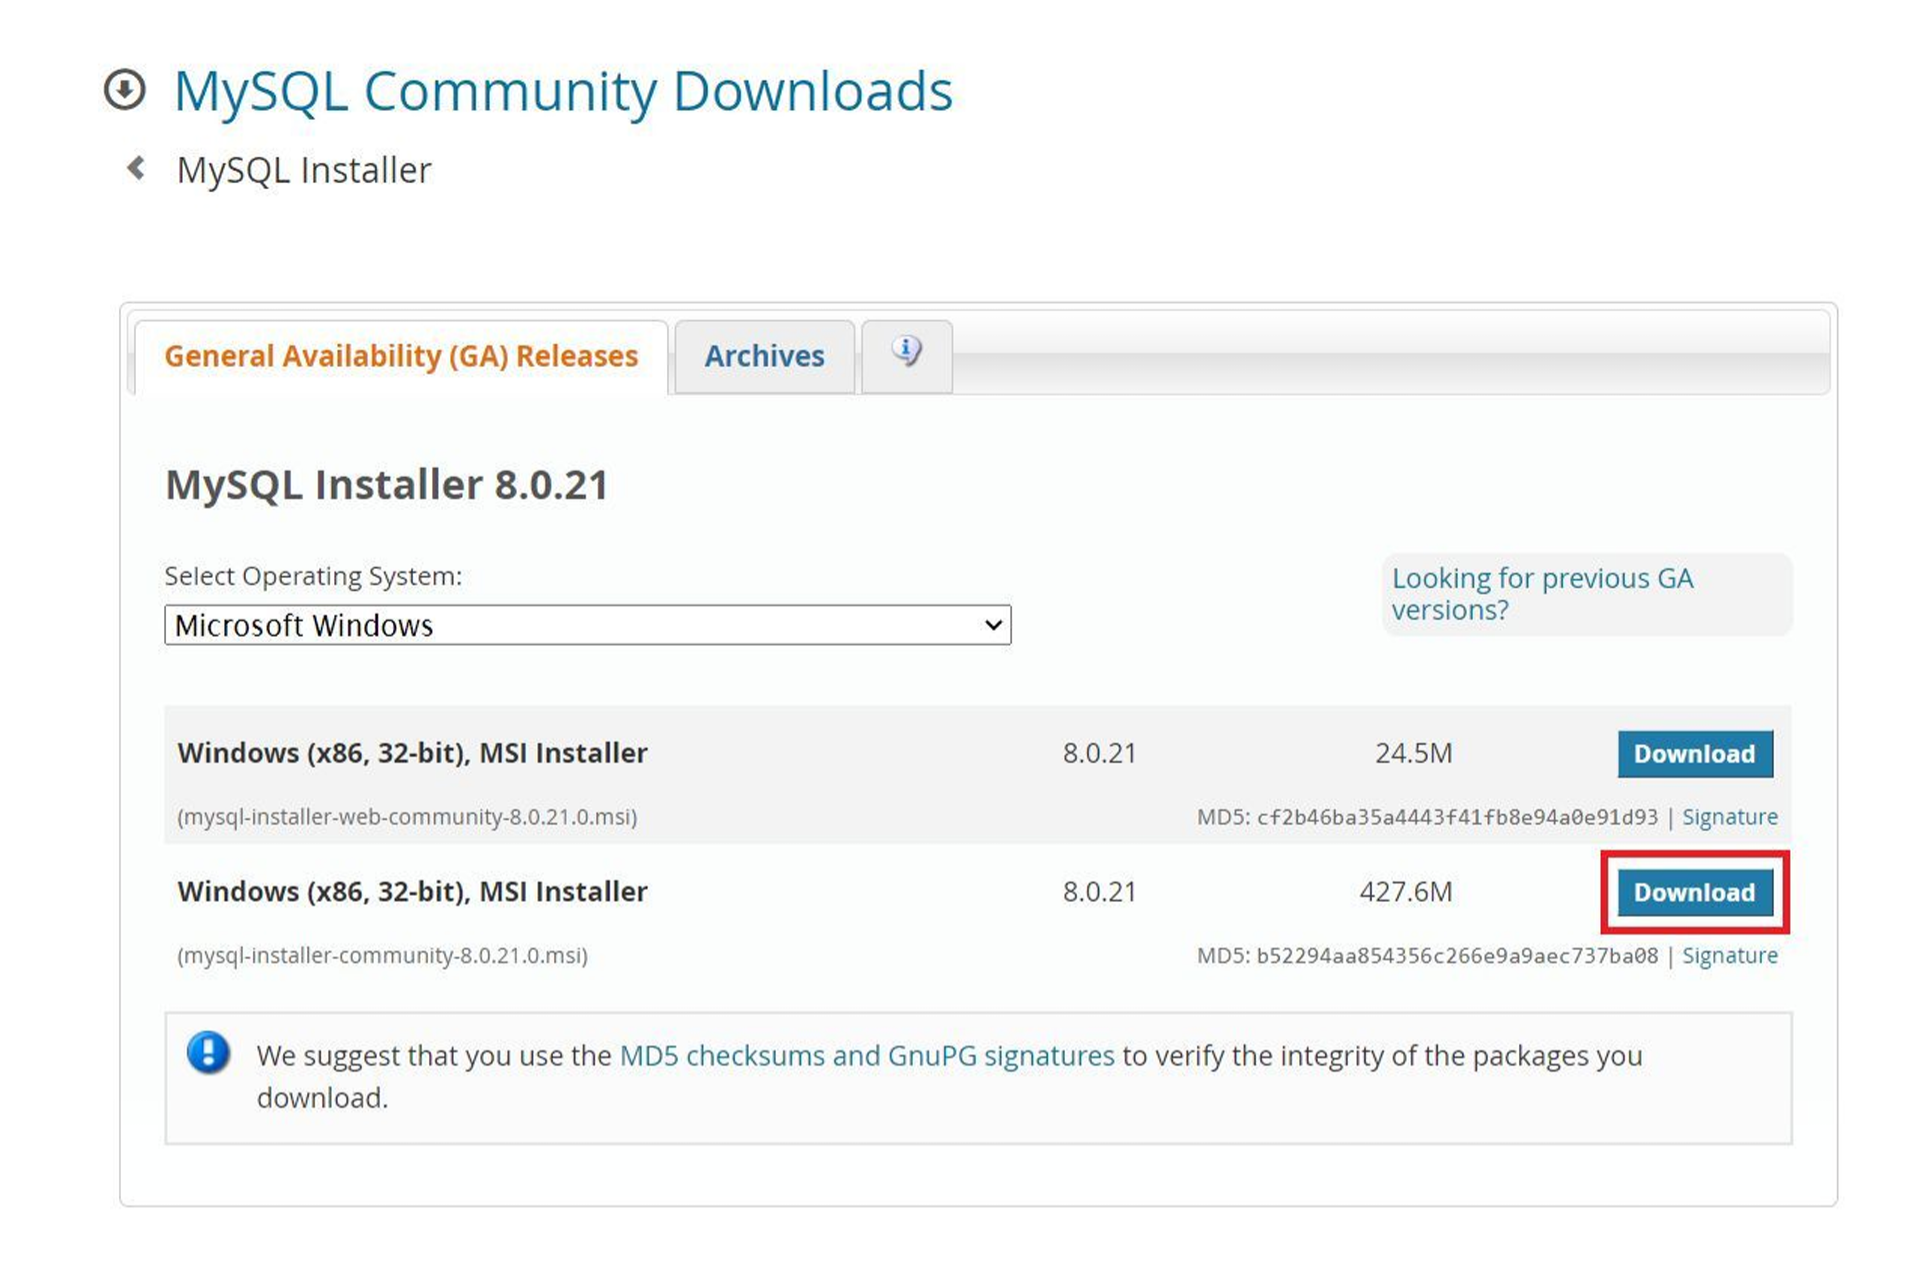 MySQL Community Downloads
MySQL Installer
General Availability (GA) Releases
Archives
MySQL Installer 8.0.21
Select Operating System:
Microsoft Windows
Looking for previous GA
versions?
Windows (x86, 32-bit), MSI Installer 8.0.21 24.5M Download
(mysql-installer-web-community-8.0.21.0.msi) MD5: cf2b46ba35a4443f41fb8e94a0e91d93 | Signature
Windows (x86, 32-bit), MSI Installer 8.0.21 427.6M Download
(mysql-installer-community-8.0.21.0.msi) MD5: b52294aa854356c266e9a9aec737ba08 | Signature
We suggest that you use the MD5 checksums and GnuPG signatures to verify the integrity of the packages you
download.